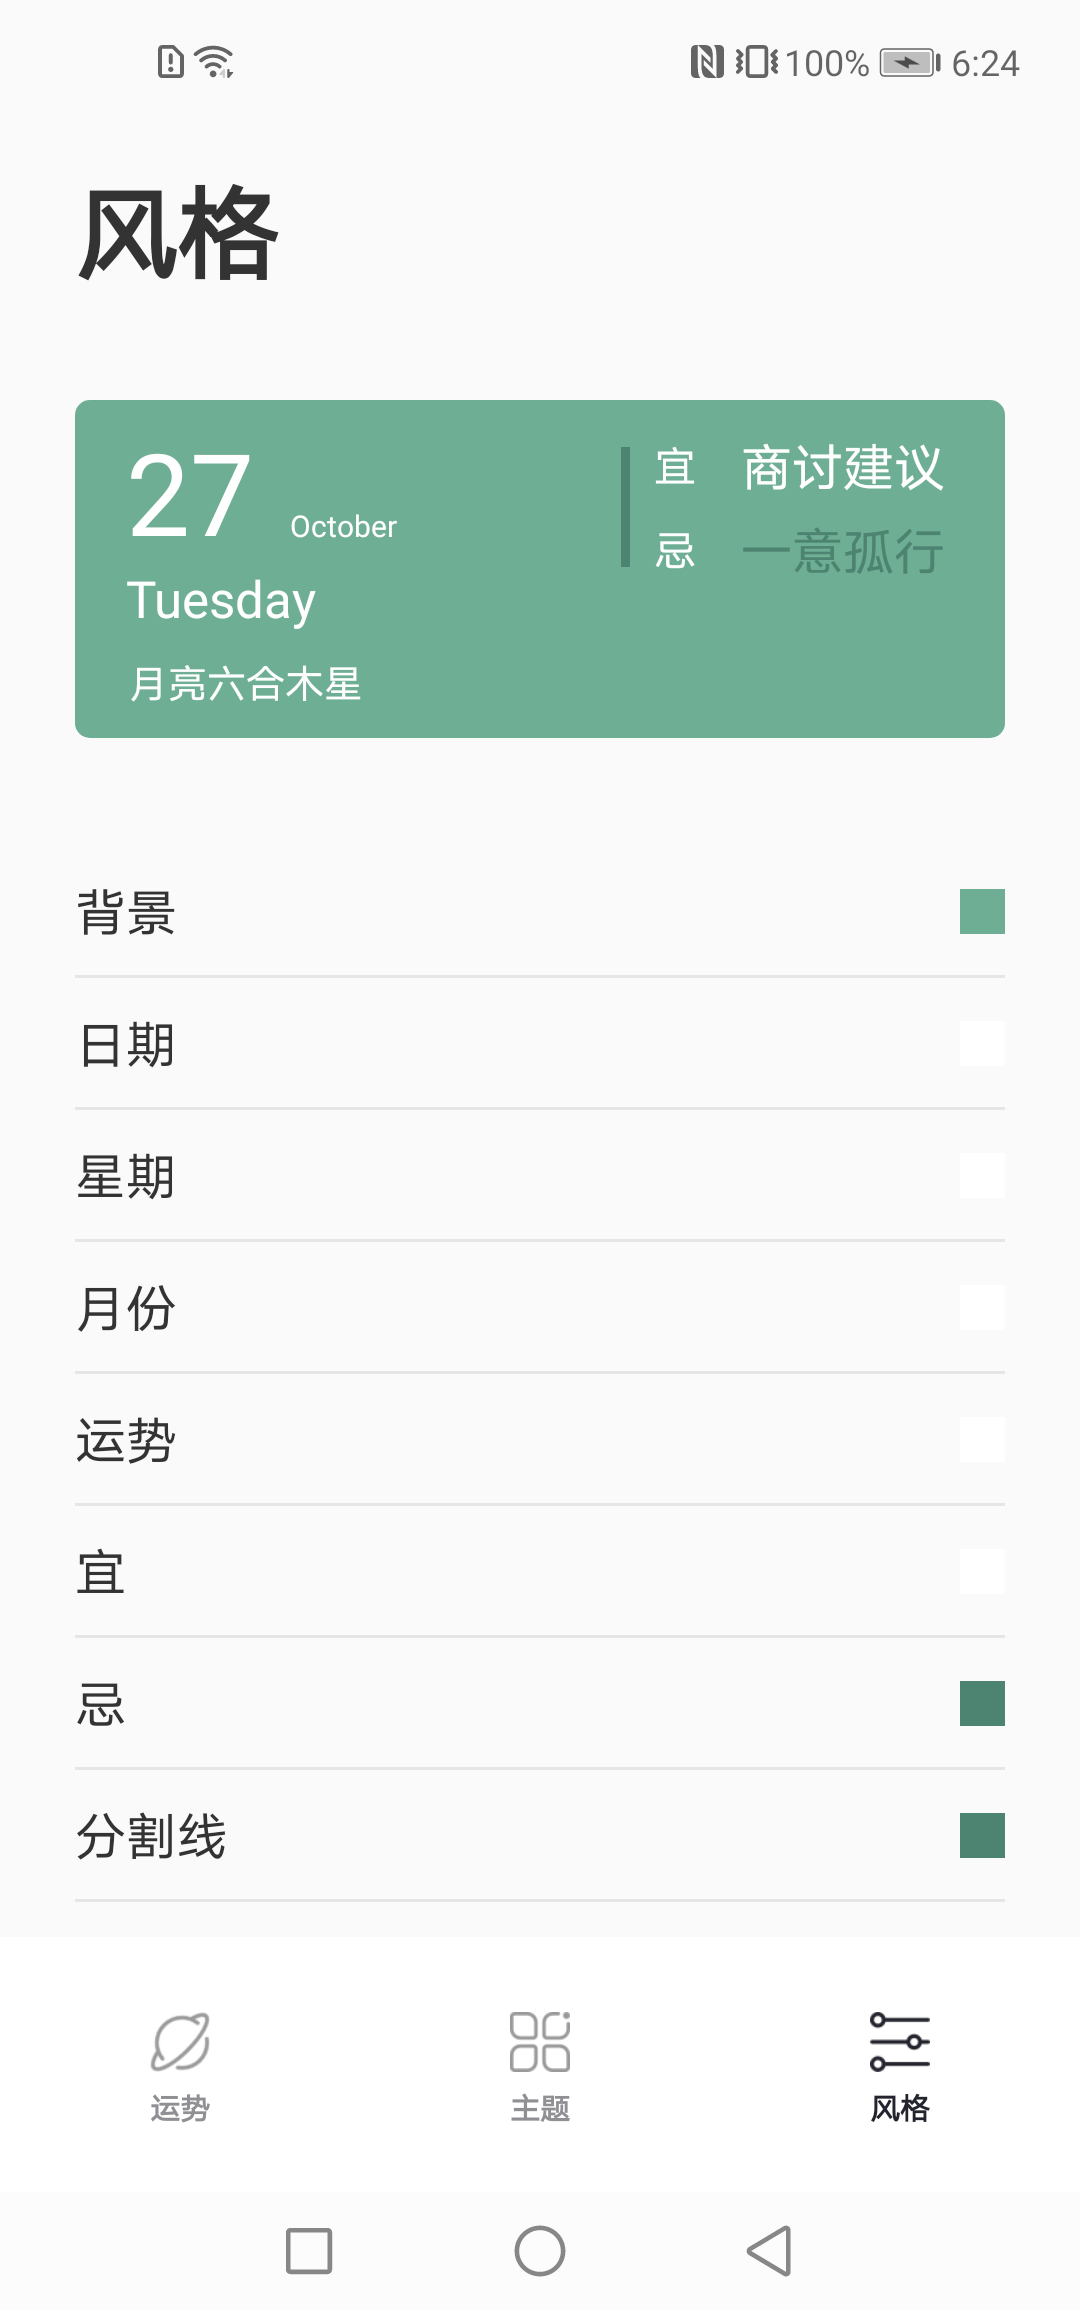 100% 6:24
风格
27 October
Tuesday
月亮六合木星
宜 商讨建议
忌 一意孤行
背景
日期
星期
月份
运势
宜
忌
分割线
运势 主题 风格